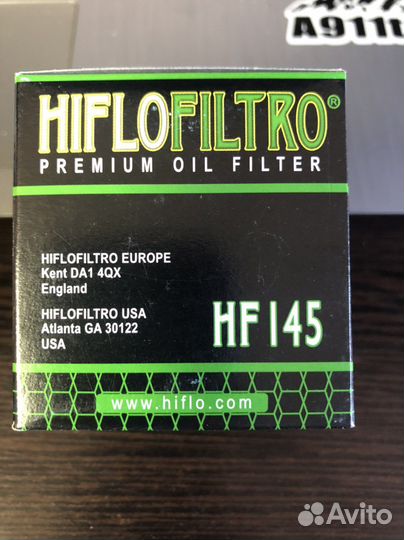 A911
HIFLOFILTRO®
PREMIUM OIL FILTER
HIFLOFILTRO EUROPE
Kent DA1 4QX
England
HIFLOFILTRO USA
Atlanta GA 30122
USA
HF145
www.hiflo.com
Avito